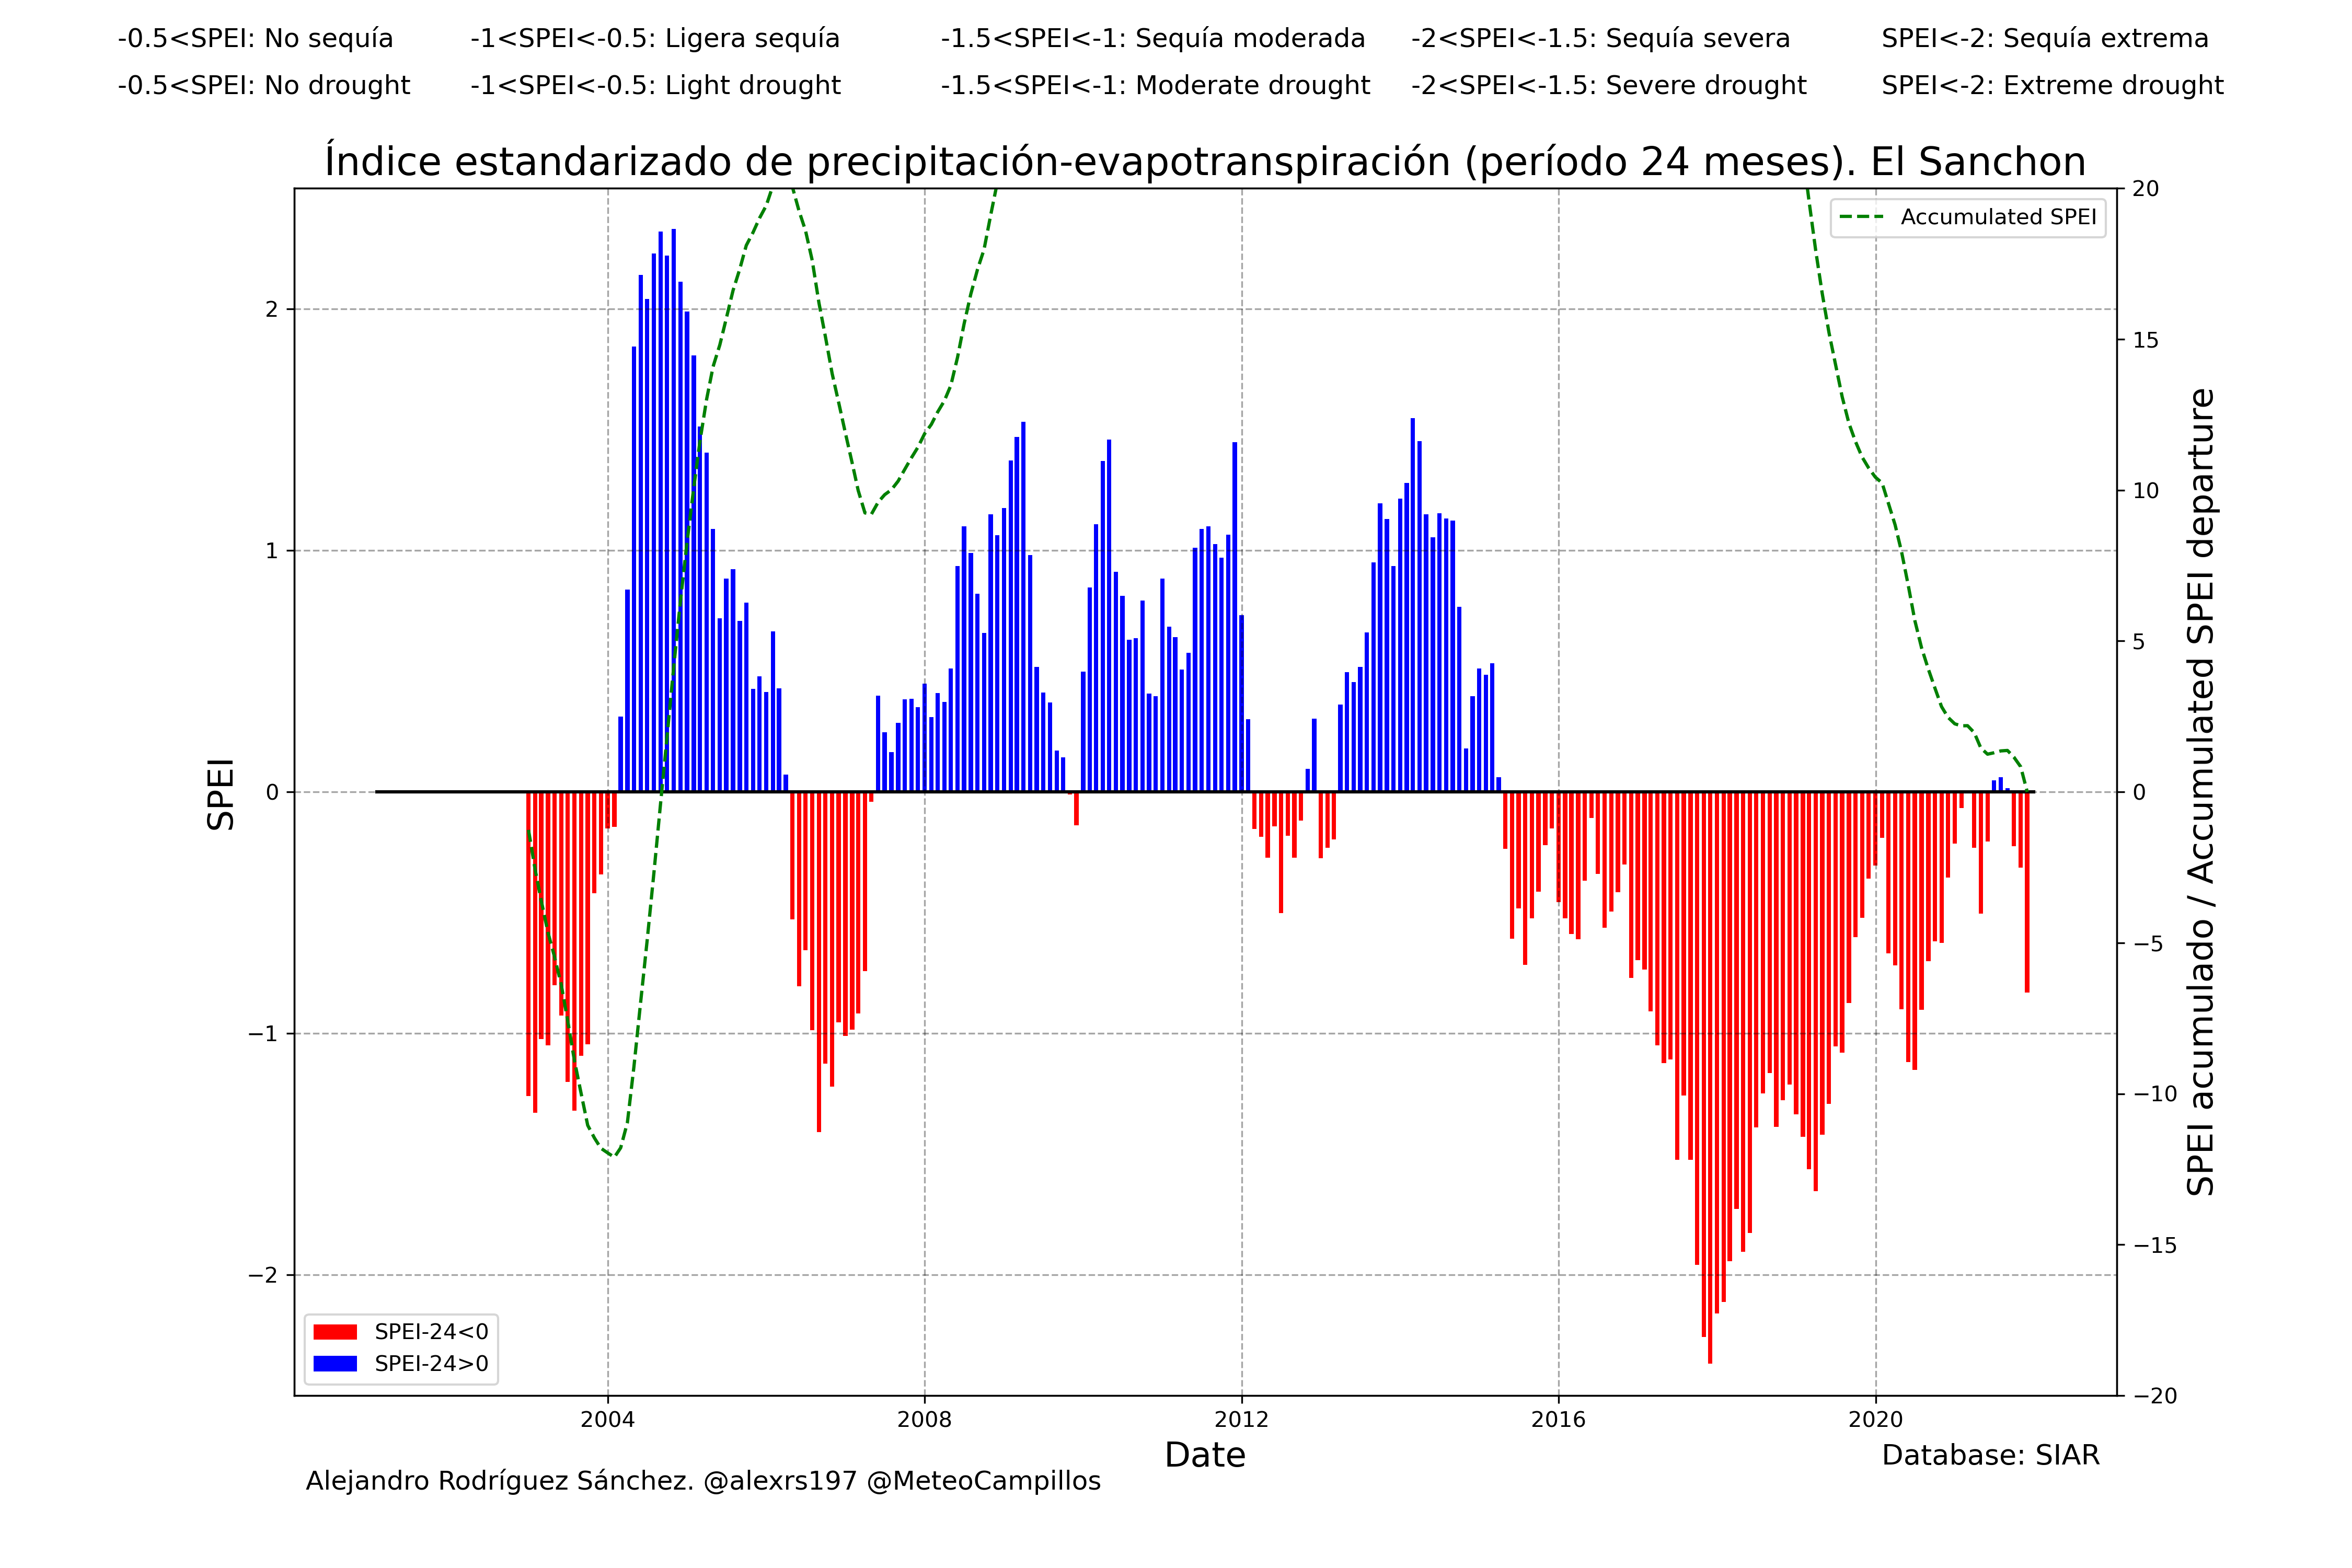 -0.5<SPEI: No sequía -1<SPEI<-0.5: Ligera sequía -1.5<SPEI<-1: Sequía moderada -2<SPEI<-1.5: Sequía severa SPEI<-2: Sequía extrema
-0.5<SPEI: No drought -1<SPEI<-0.5: Light drought -1.5<SPEI<-1: Moderate drought -2<SPEI<-1.5: Severe drought SPEI<-2: Extreme drought
Índice estandarizado de precipitación-evapotranspiración (período 24 meses). El Sanchon
Accumulated SPEI
SPEI
2
1
0
−1
−2
20
15
10
5
0
−5
−10
−15
−20
SPEI acumulado / Accumulated SPEI departure
SPEI-24<0
SPEI-24>0
2004 2008 2012 2016 2020
Date
Database: SIAR
Alejandro Rodríguez Sánchez. @alexrs197 @MeteoCampillos